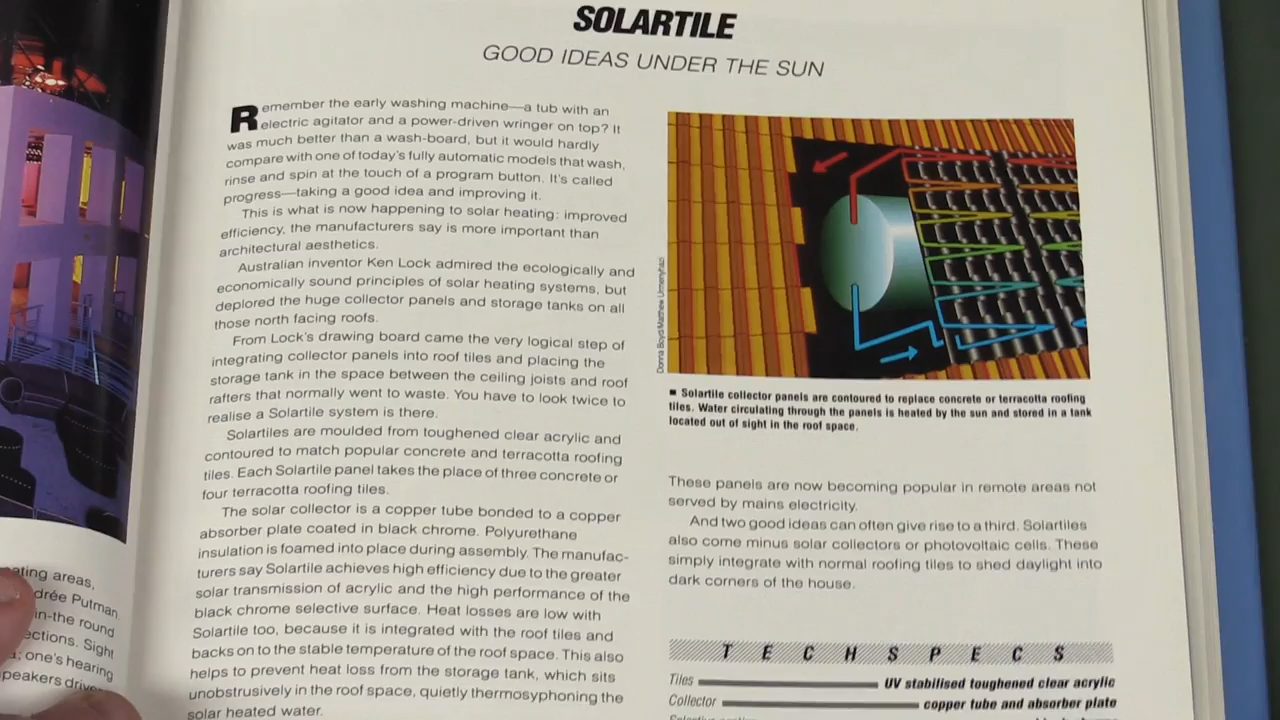 SOLARTILE
GOOD IDEAS UNDER THE SUN
Remember the early washing machine—a tub with an
electric agitator and a power-driven wringer on top? It
was much better than a wash-board, but it would hardly
compare with one of today's fully automatic models that wash,
rinse and spin at the touch of a program button. It's called
progress—taking a good idea and improving it.
This is what is now happening to solar heating: improved
efficiency, the manufacturers say is more important than
architectural aesthetics.
Australian inventor Ken Lock admired the ecologically and
economically sound principles of solar heating systems, but
deplored the huge collector panels and storage tanks on all
those north facing roofs.
From Lock's drawing board came the very logical step of
integrating collector panels into roof tiles and placing the
storage tank in the space between the ceiling joists and roof
rafters that normally went to waste. You have to look twice to
realise a Solartile system is there.
Solartiles are moulded from toughened clear acrylic and
contoured to match popular concrete and terracotta roofing
tiles. Each Solartile panel takes the place of three concrete or
four terracotta roofing tiles.
The solar collector is a copper tube bonded to a copper
absorber plate coated in black chrome. Polyurethane
insulation is foamed into place during assembly. The manufac-
turers say Solartile achieves high efficiency due to the greater
solar transmission of acrylic and the high performance of the
black chrome selective surface. Heat losses are low with
Solartile too, because it is integrated with the roof tiles and
backs on to the stable temperature of the roof space. This also
helps to prevent heat loss from the storage tank, which sits
unobstrusively in the roof space, quietly thermosyphoning the
solar heated water.
Donna Boyd/Matthew
■ Solartile collector panels are contoured to replace concrete or terracotta roofing
tiles. Water circulating through the panels is heated by the sun and stored in a tank
located out of sight in the roof space.
These panels are now becoming popular in remote areas not
served by mains electricity.
And two good ideas can often give rise to a third. Solartiles
also come minus solar collectors or photovoltaic cells. These
simply integrate with normal roofing tiles to shed daylight into
dark corners of the house.
TECHSPECS
Tiles UV stabilised toughened clear acrylic
Collector copper tube and absorber plate
areas,
drée Putman
in-the round
ections. Sight
one's hearing
speakers